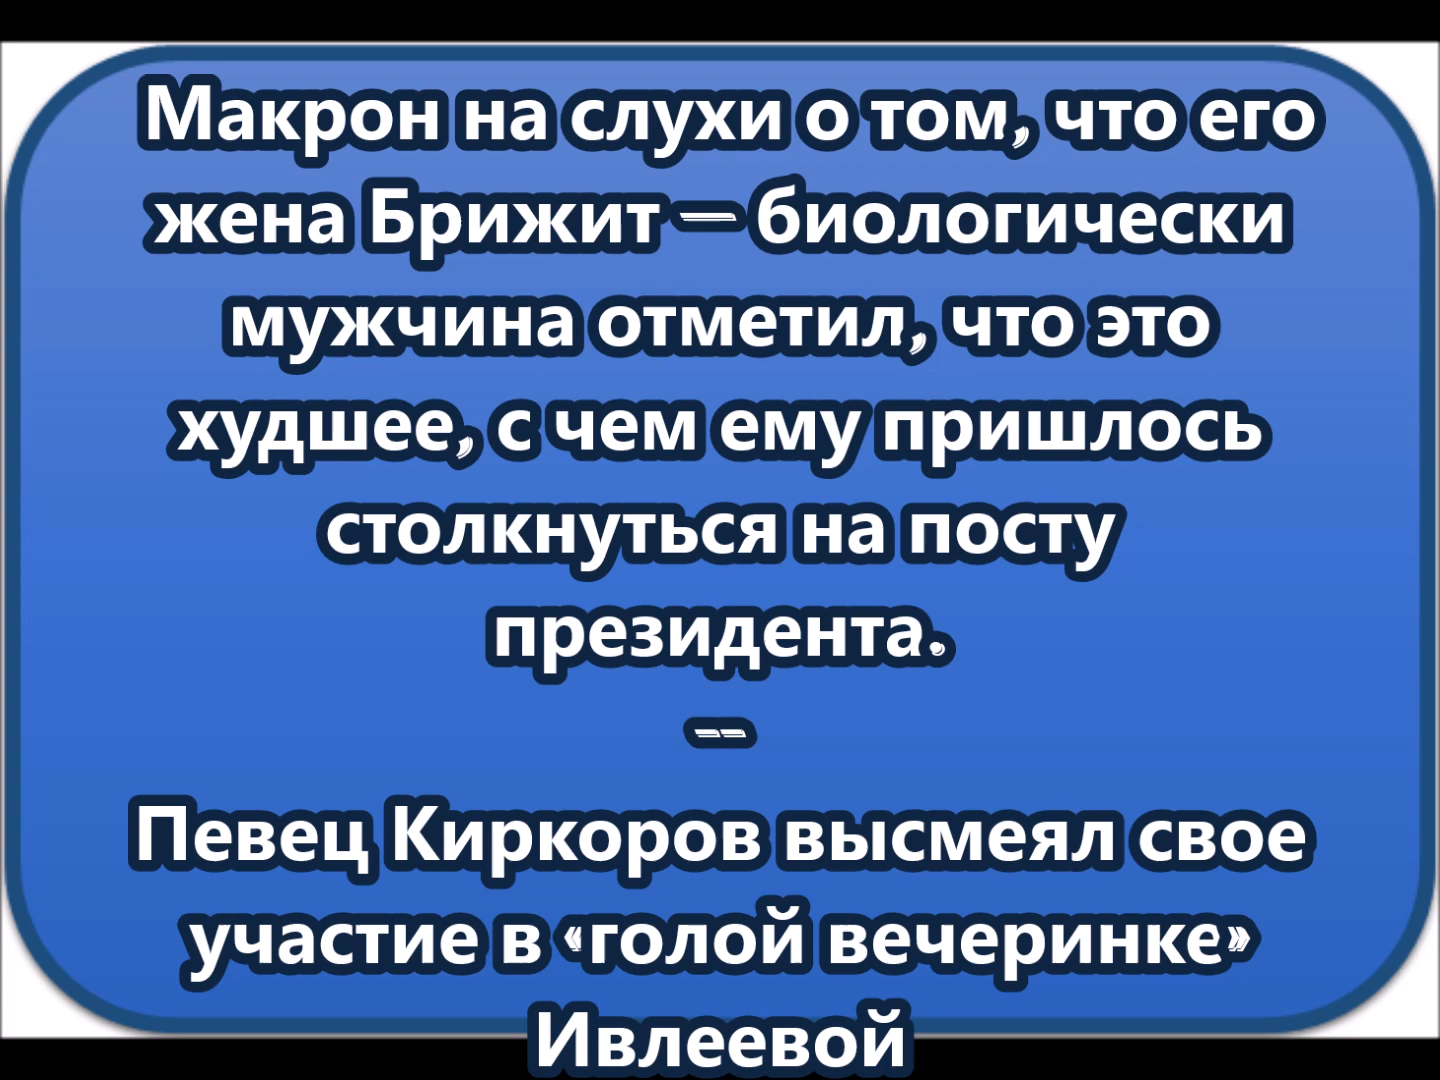 Макрон на слухи о том, что его
жена Брижит — биологически
мужчина отметил, что это
худшее, с чем ему пришлось
столкнуться на посту
президента.
--
Певец Киркоров высмеял свое
участие в «голой вечеринке»
Ивлеевой